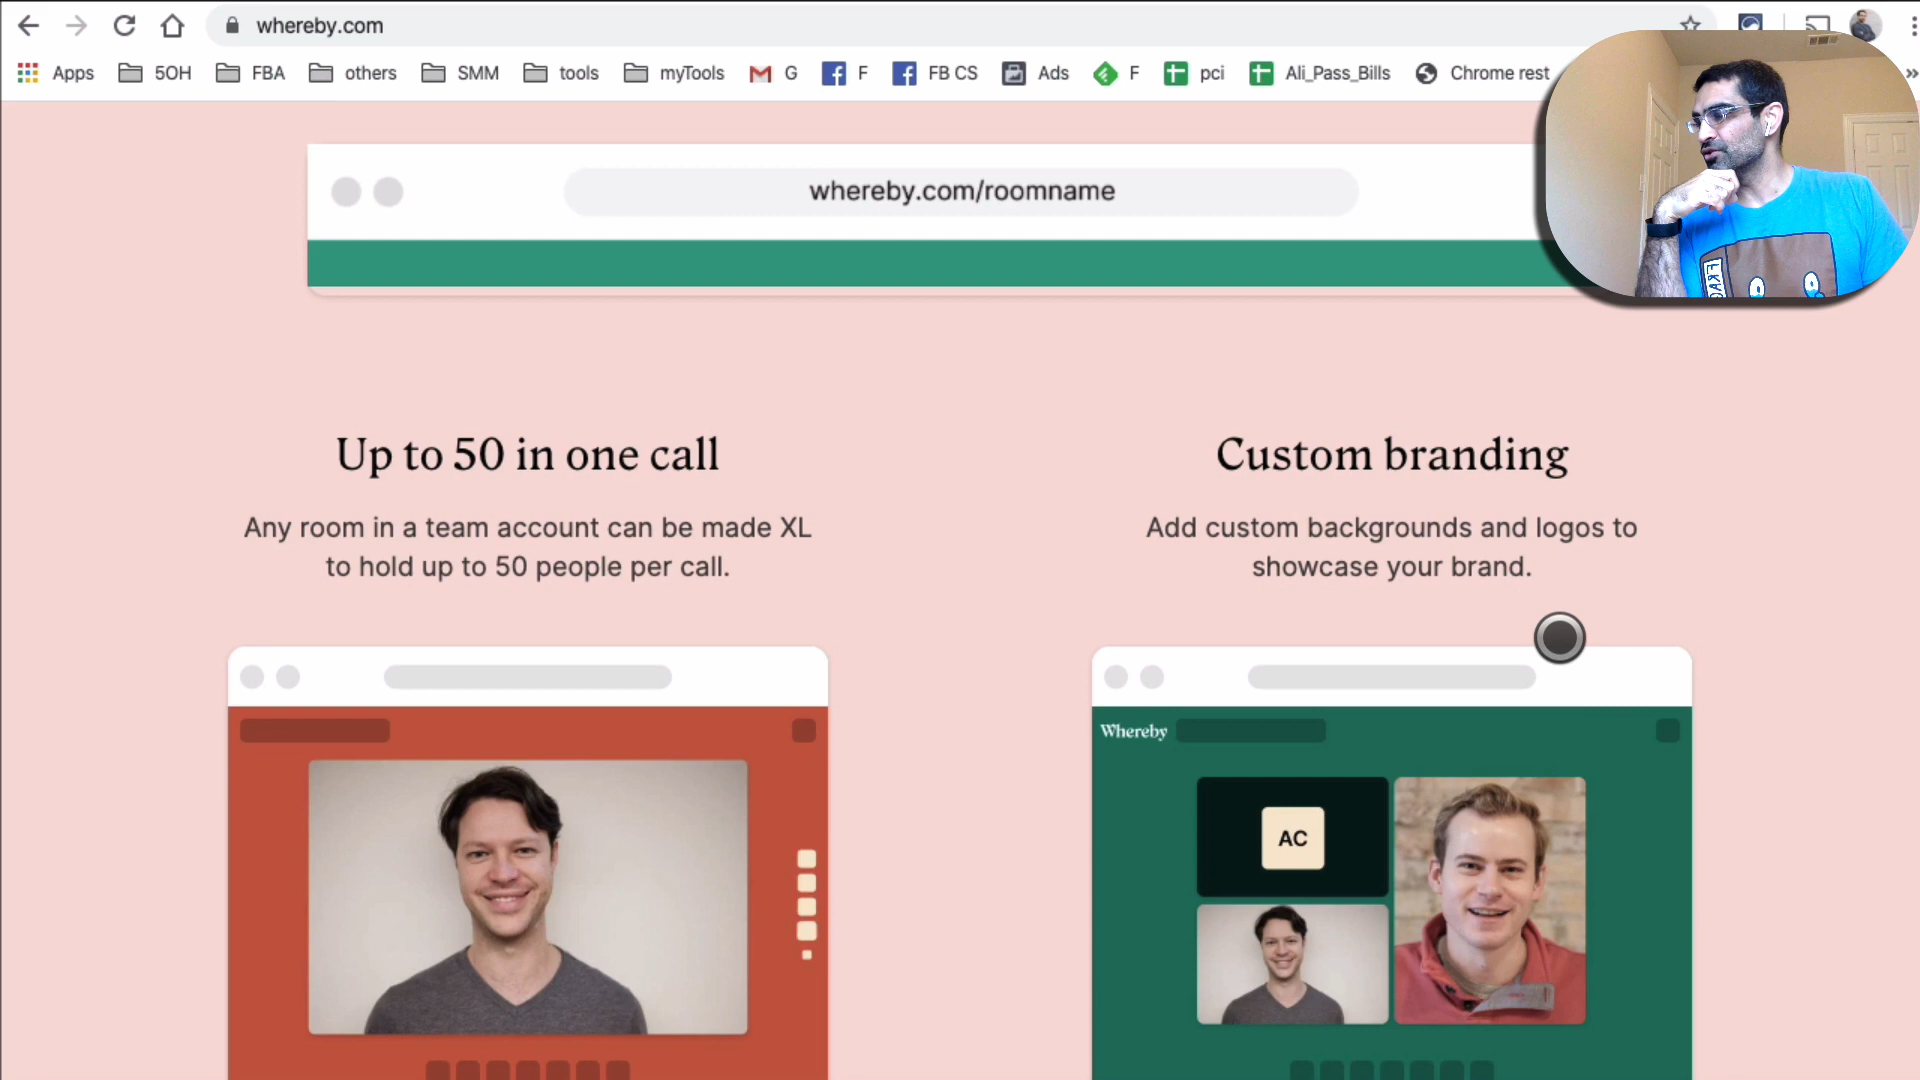 whereby.com
Apps 5OH FBA others SMM tools myTools G F FB CS Ads F pci Ali_Pass_Bills Chrome rest »
whereby.com/roomname
Up to 50 in one call
Any room in a team account can be made XL
to hold up to 50 people per call.
Custom branding
Add custom backgrounds and logos to
showcase your brand.
Whereby
AC